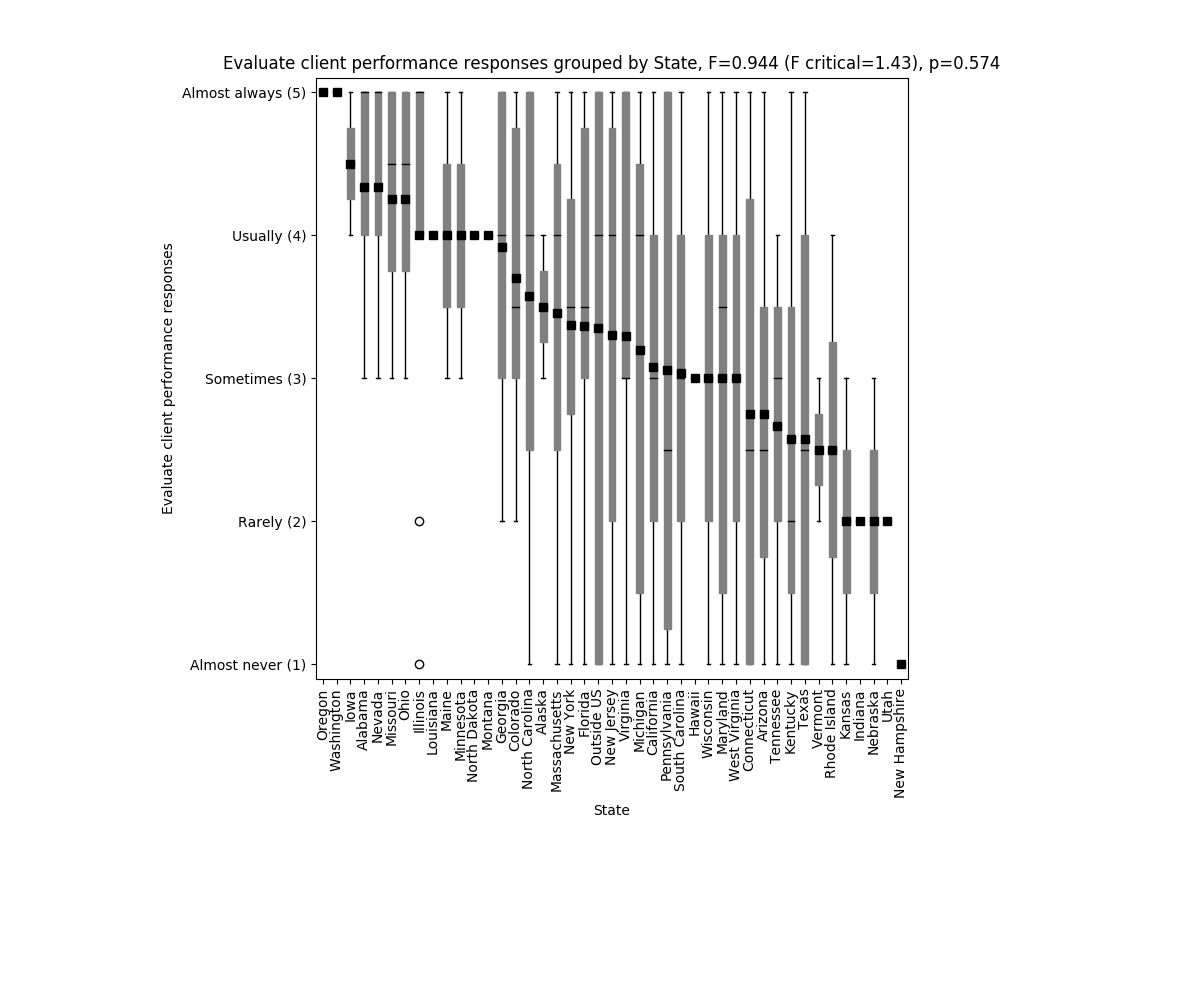 Evaluate client performance responses grouped by State, F=0.944 (F critical=1.43), p=0.574
Evaluate client performance responses
Almost always (5)
Usually (4)
Sometimes (3)
Rarely (2)
Almost never (1)
Oregon
Washington
Iowa
Alabama
Nevada
Missouri
Ohio
Illinois
Louisiana
Maine
Minnesota
North Dakota
Montana
Georgia
Colorado
North Carolina
Alaska
Massachusetts
New York
Florida
Outside US
New Jersey
Virginia
Michigan
California
Pennsylvania
South Carolina
Hawaii
Wisconsin
Maryland
West Virginia
Connecticut
Arizona
Tennessee
Kentucky
Texas
Vermont
Rhode Island
Kansas
Indiana
Nebraska
Utah
New Hampshire
State